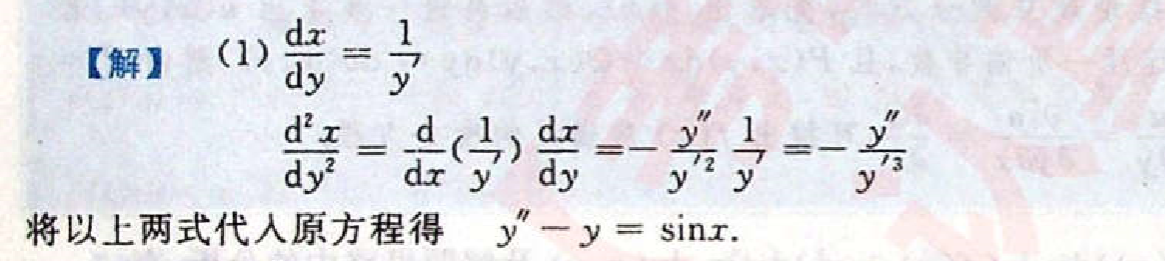 【解】 (1) dx/dy = 1/y′
d²x/dy² = d/dx(1/y′) dx/dy = − y″/y′² 1/y′ = − y″/y′³
将以上两式代入原方程得 y″ − y = sinx.